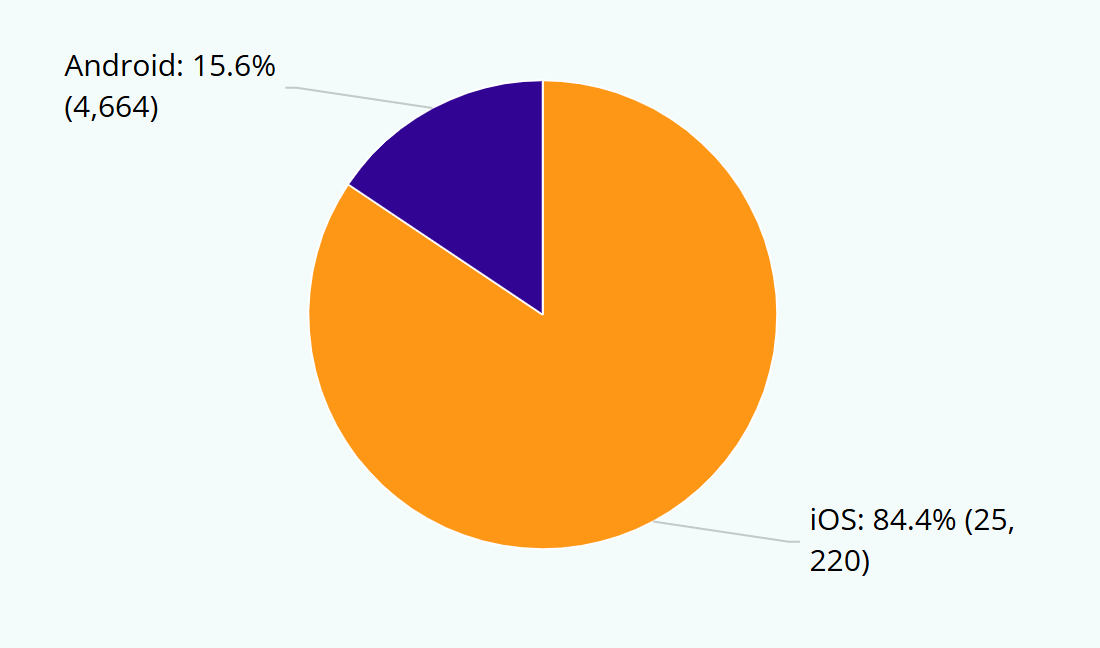 Android: 15.6%
(4,664)
iOS: 84.4% (25,
220)